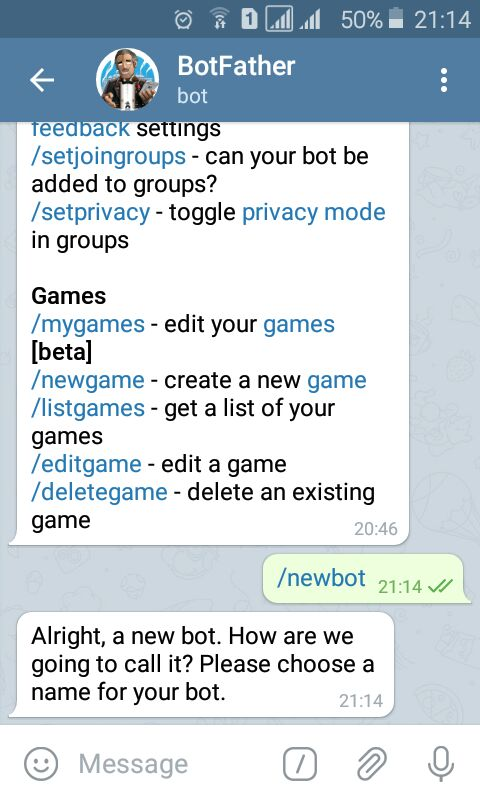 1 50% 21:14
BotFather
bot
feedback settings
/setjoingroups - can your bot be
added to groups?
/setprivacy - toggle privacy mode
in groups
Games
/mygames - edit your games
[beta]
/newgame - create a new game
/listgames - get a list of your
games
/editgame - edit a game
/deletegame - delete an existing
game
20:46
/newbot 21:14
Alright, a new bot. How are we
going to call it? Please choose a
name for your bot.
21:14
Message